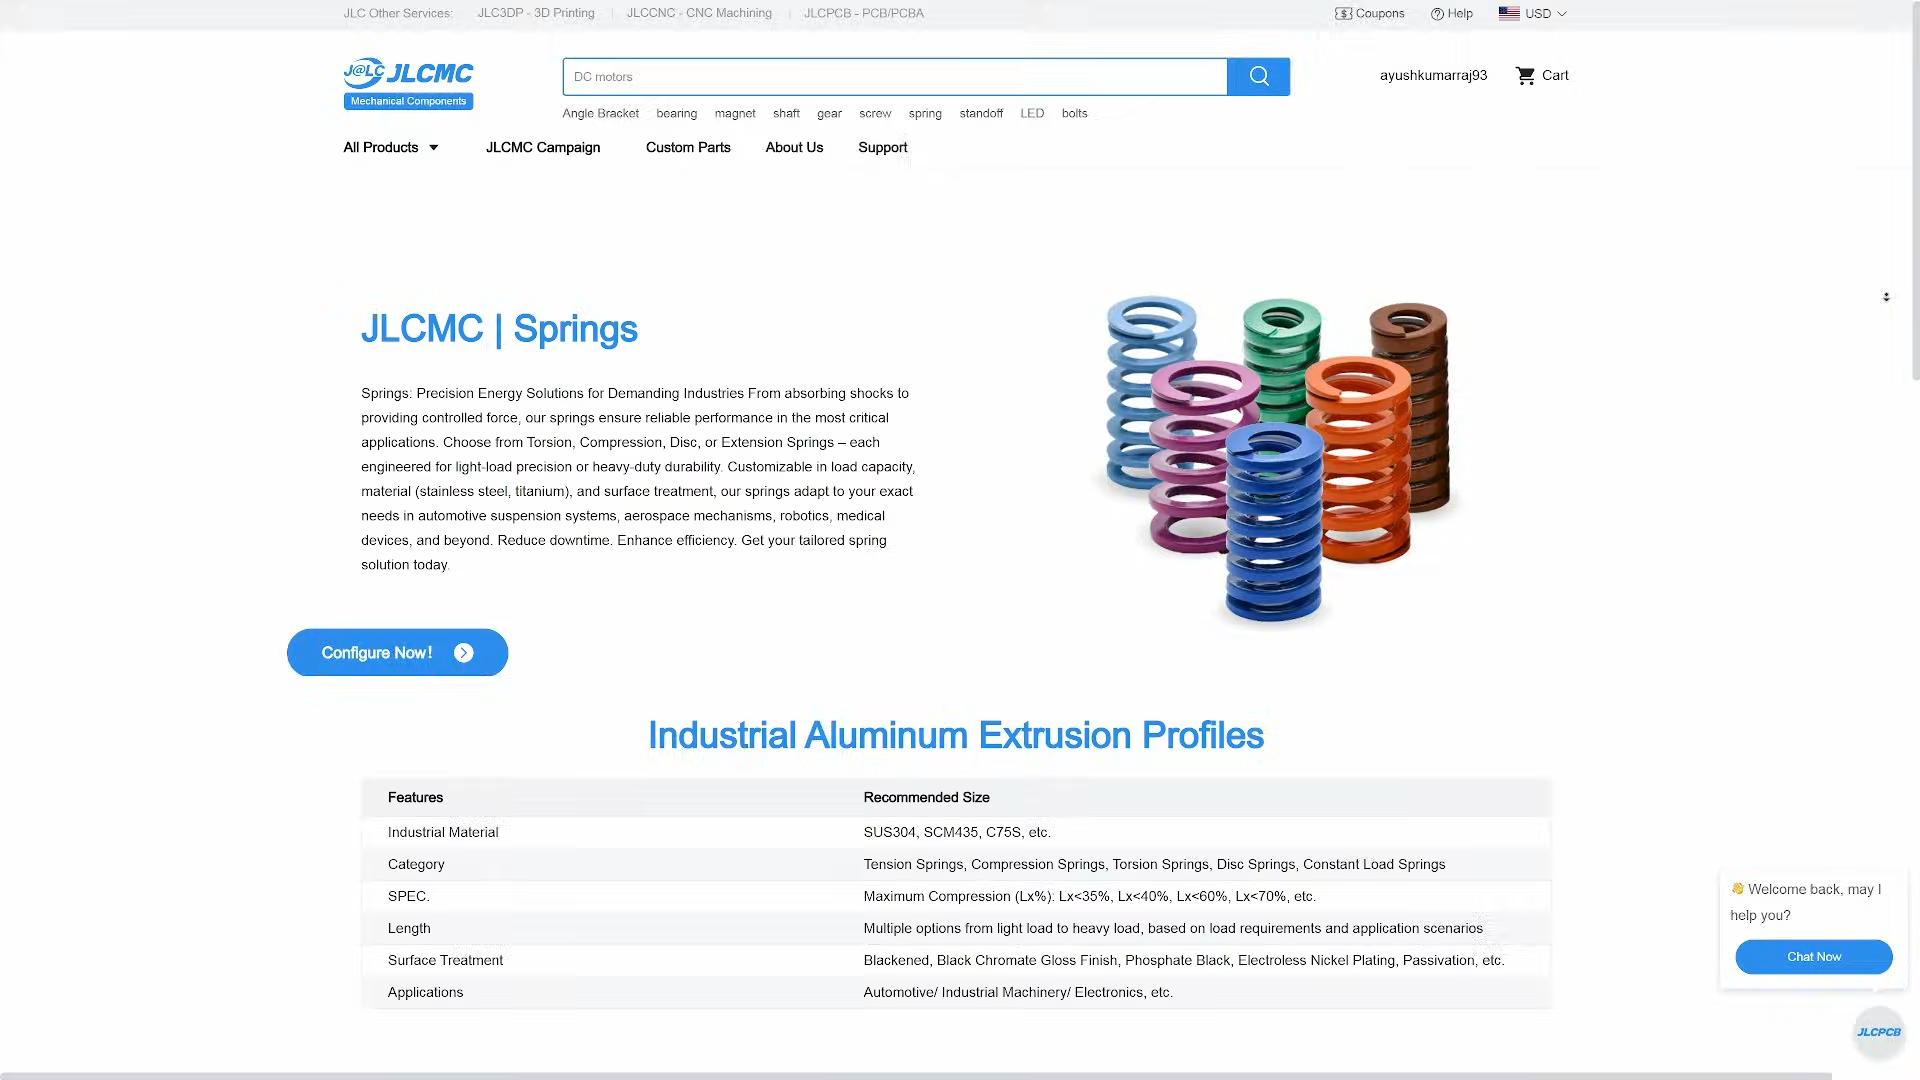 JLC Other Services:
JLC3DP - 3D Printing
JLCCNC - CNC Machining
JLCPCB - PCB/PCBA
Coupons
Help
USD
J@LC JLCMC
Mechanical Components
DC motors
ayushkumarraj93
Cart
Angle Bracket bearing magnet shaft gear screw spring standoff LED bolts
All Products
JLCMC Campaign
Custom Parts
About Us
Support
JLCMC | Springs
Springs: Precision Energy Solutions for Demanding Industries From absorbing shocks to
providing controlled force, our springs ensure reliable performance in the most critical
applications. Choose from Torsion, Compression, Disc, or Extension Springs – each
engineered for light-load precision or heavy-duty durability. Customizable in load capacity,
material (stainless steel, titanium), and surface treatment, our springs adapt to your exact
needs in automotive suspension systems, aerospace mechanisms, robotics, medical
devices, and beyond. Reduce downtime. Enhance efficiency. Get your tailored spring
solution today.
Configure Now!
Industrial Aluminum Extrusion Profiles
Features Recommended Size
Industrial Material SUS304, SCM435, C75S, etc.
Category Tension Springs, Compression Springs, Torsion Springs, Disc Springs, Constant Load Springs
SPEC. Maximum Compression (Lx%): Lx<35%, Lx<40%, Lx<60%, Lx<70%, etc.
Length Multiple options from light load to heavy load, based on load requirements and application scenarios
Surface Treatment Blackened, Black Chromate Gloss Finish, Phosphate Black, Electroless Nickel Plating, Passivation, etc.
Applications Automotive/ Industrial Machinery/ Electronics, etc.
👋 Welcome back, may I
help you?
Chat Now
JLCPCB